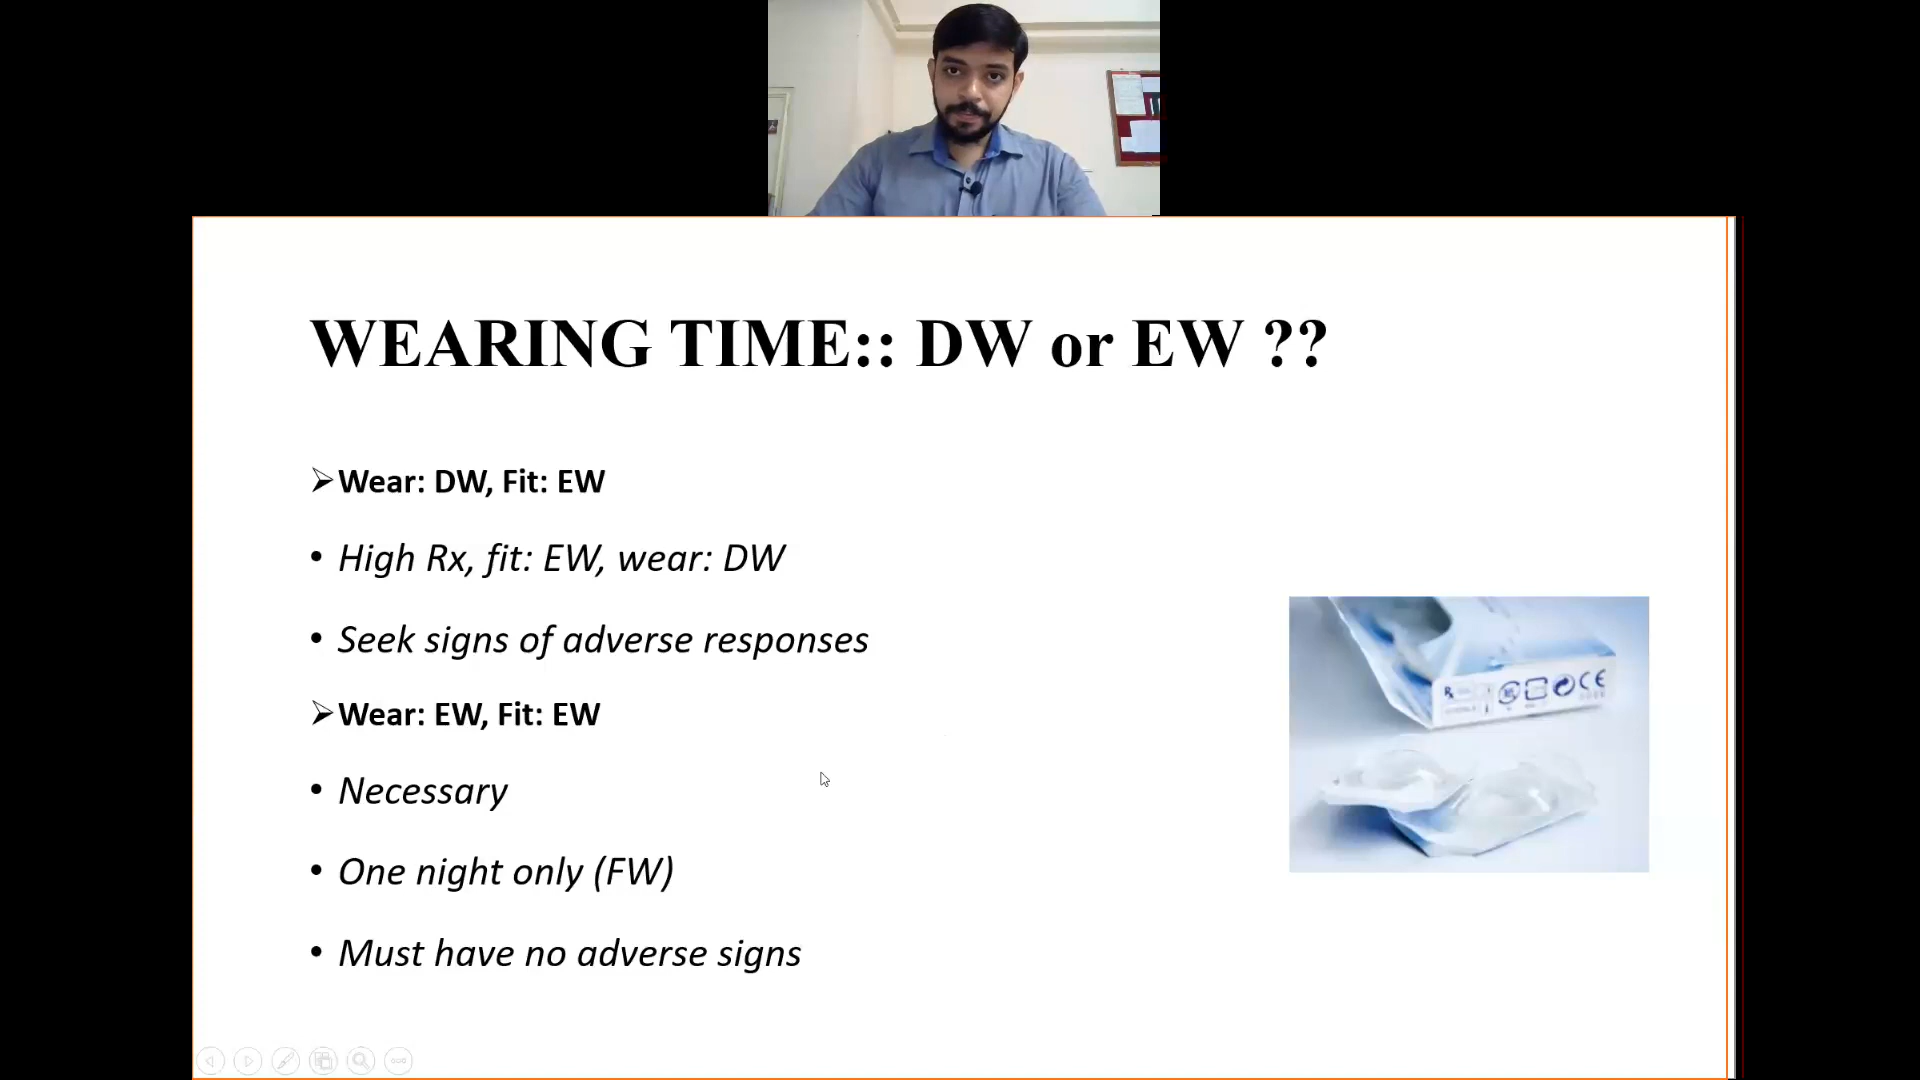 WEARING TIME:: DW or EW ??
➢Wear: DW, Fit: EW
• High Rx, fit: EW, wear: DW
• Seek signs of adverse responses
➢Wear: EW, Fit: EW
• Necessary
• One night only (FW)
• Must have no adverse signs
CE